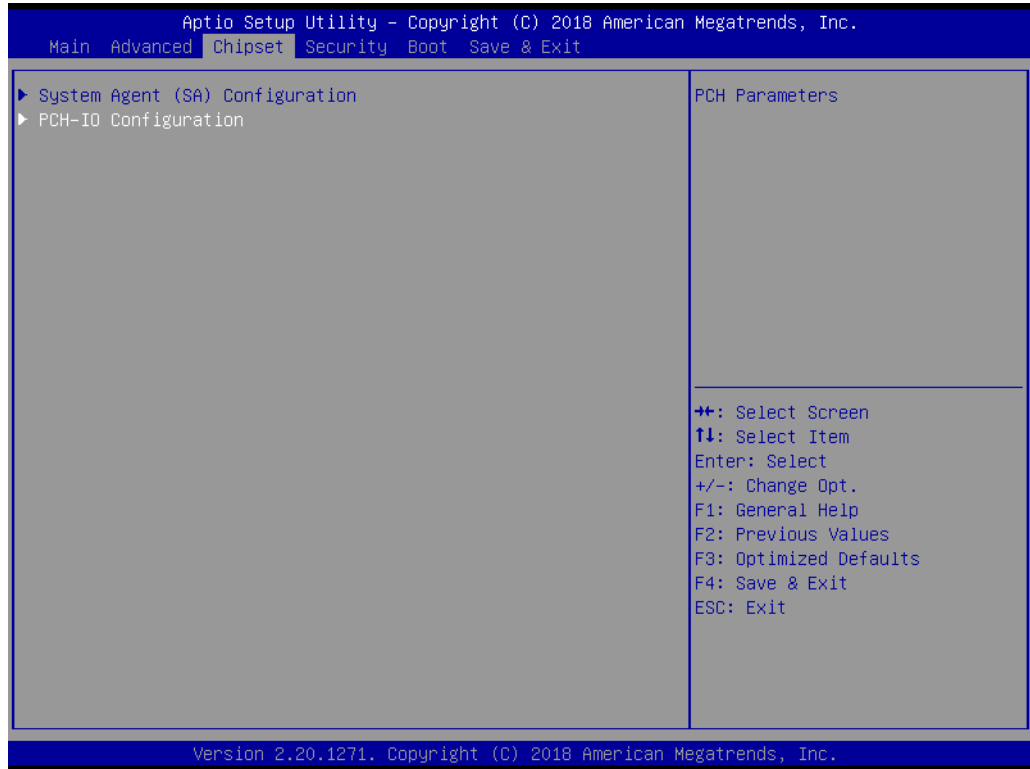 Aptio Setup Utility – Copyright (C) 2018 American Megatrends, Inc.
Main Advanced Chipset Security Boot Save & Exit
▶ System Agent (SA) Configuration
▶ PCH-IO Configuration
PCH Parameters
→←: Select Screen
↑↓: Select Item
Enter: Select
+/-: Change Opt.
F1: General Help
F2: Previous Values
F3: Optimized Defaults
F4: Save & Exit
ESC: Exit
Version 2.20.1271. Copyright (C) 2018 American Megatrends, Inc.